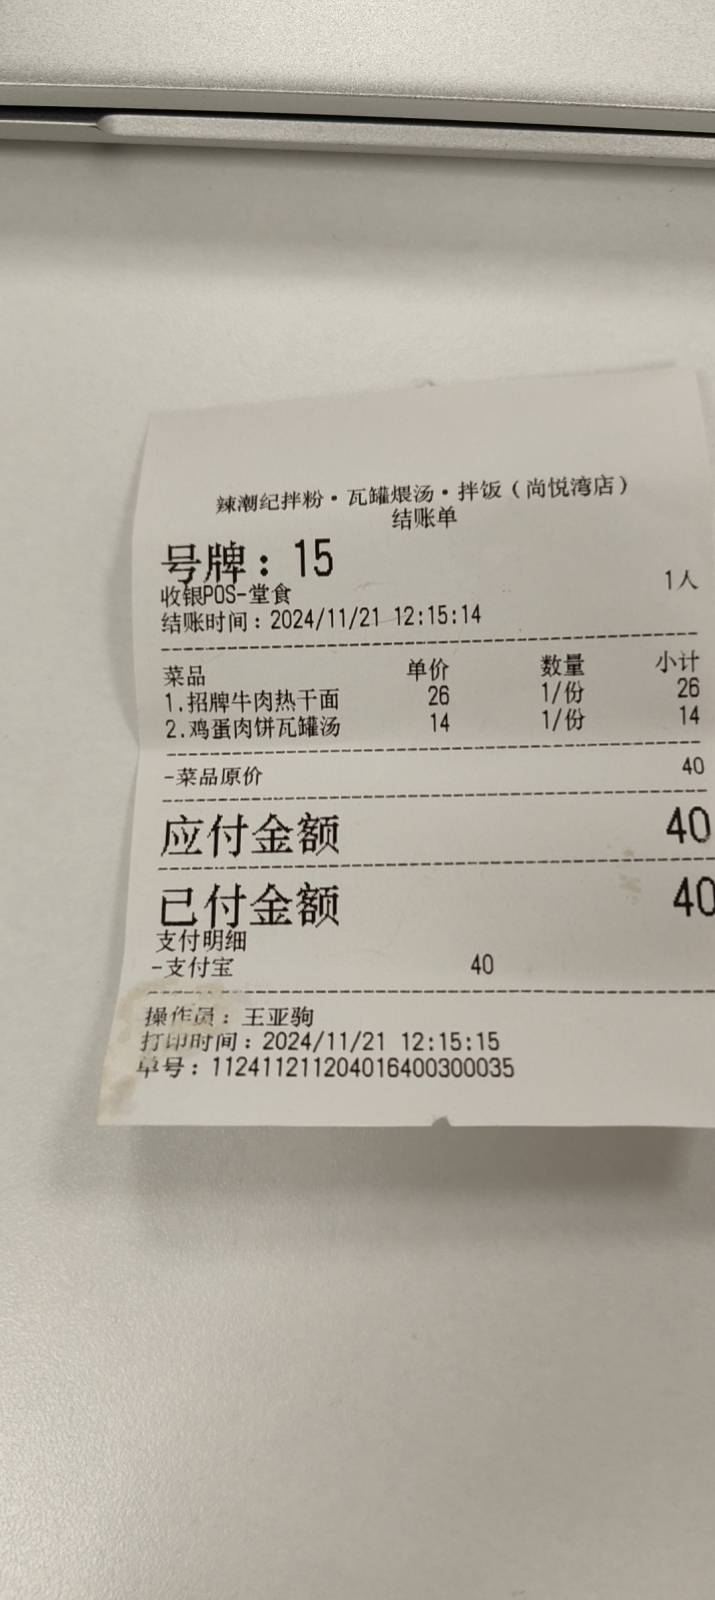 辣潮纪拌粉·瓦罐煨汤·拌饭（尚悦湾店）
结账单
号牌：15
收银POS-堂食 1人
结账时间：2024/11/21 12:15:14
菜品 单价 数量 小计
1.招牌牛肉热干面 26 1/份 26
2.鸡蛋肉饼瓦罐汤 14 1/份 14
-菜品原价 40
应付金额 40
已付金额 40
支付明细
-支付宝 40
操作员：王亚驹
打印时间：2024/11/21 12:15:15
单号：1124112112040164003​00035